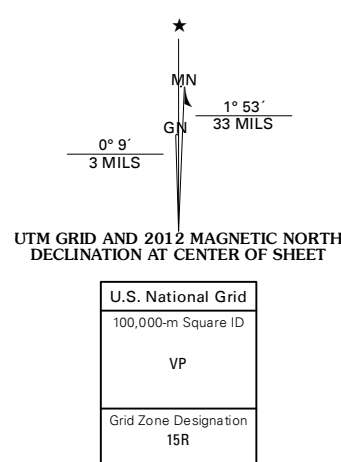 ★
MN
1° 53´
33 MILS
GN
0° 9´
3 MILS
UTM GRID AND 2012 MAGNETIC NORTH
DECLINATION AT CENTER OF SHEET
U.S. National Grid
100,000-m Square ID
VP
Grid Zone Designation
15R